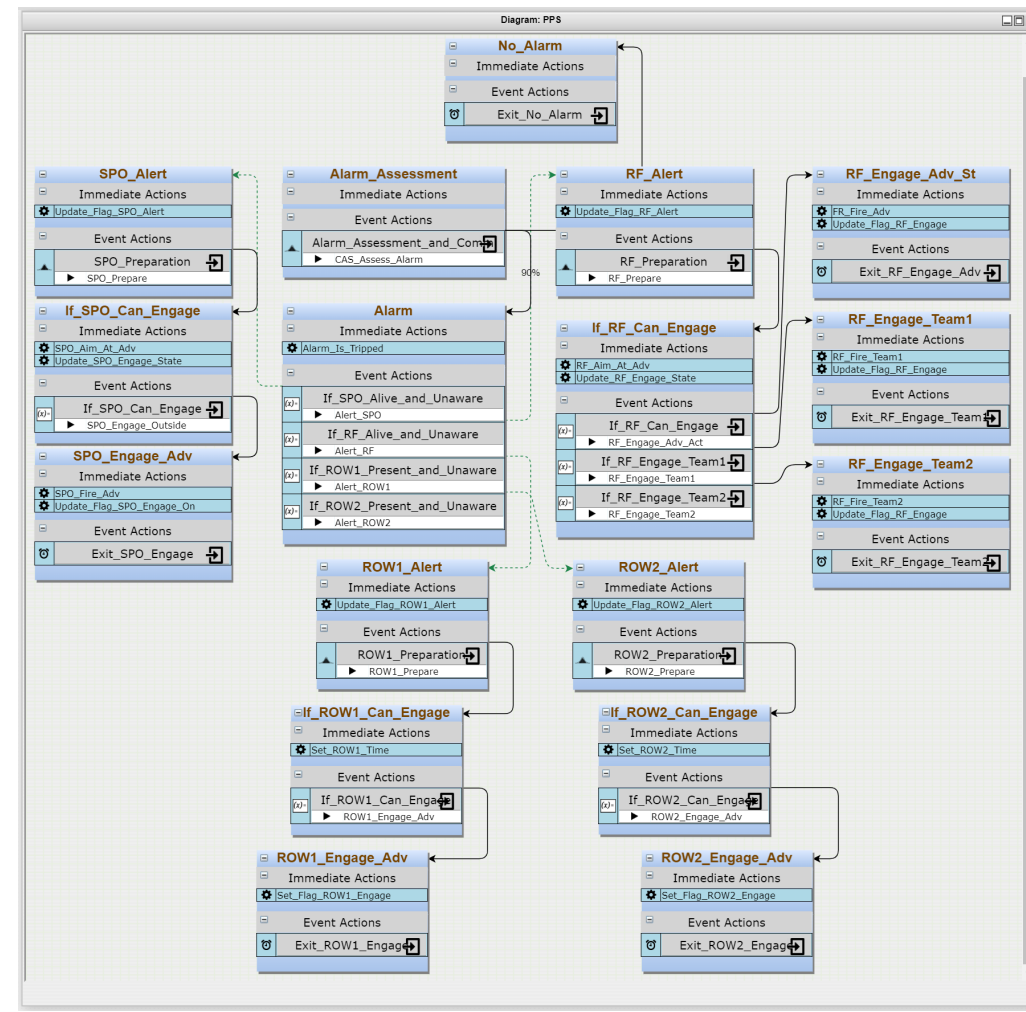 Diagram: PPS
No_Alarm
Immediate Actions
Event Actions
Exit_No_Alarm
SPO_Alert
Immediate Actions
Update_Flag_SPO_Alert
Event Actions
SPO_Preparation
SPO_Prepare
Alarm_Assessment
Immediate Actions
Event Actions
Alarm_Assessment_and_Comm
CAS_Assess_Alarm
90%
RF_Alert
Immediate Actions
Update_Flag_RF_Alert
Event Actions
RF_Preparation
RF_Prepare
RF_Engage_Adv_St
Immediate Actions
FR_Fire_Adv
Update_Flag_RF_Engage
Event Actions
Exit_RF_Engage_Adv
If_SPO_Can_Engage
Immediate Actions
SPO_Aim_At_Adv
Update_SPO_Engage_State
Event Actions
(x)=
If_SPO_Can_Engage
SPO_Engage_Outside
Alarm
Immediate Actions
Alarm_Is_Tripped
Event Actions
(x)=
If_SPO_Alive_and_Unaware
Alert_SPO
(x)=
If_RF_Alive_and_Unaware
Alert_RF
(x)=
If_ROW1_Present_and_Unaware
Alert_ROW1
(x)=
If_ROW2_Present_and_Unaware
Alert_ROW2
If_RF_Can_Engage
Immediate Actions
RF_Aim_At_Adv
Update_RF_Engage_State
Event Actions
(x)=
If_RF_Can_Engage
RF_Engage_Adv_Act
(x)=
If_RF_Engage_Team1
RF_Engage_Team1
(x)=
If_RF_Engage_Team2
RF_Engage_Team2
RF_Engage_Team1
Immediate Actions
RF_Fire_Team1
Update_Flag_RF_Engage
Event Actions
Exit_RF_Engage_Team1
SPO_Engage_Adv
Immediate Actions
SPO_Fire_Adv
Update_Flag_SPO_Engage_On
Event Actions
Exit_SPO_Engage
RF_Engage_Team2
Immediate Actions
RF_Fire_Team2
Update_Flag_RF_Engage
Event Actions
Exit_RF_Engage_Team2
ROW1_Alert
Immediate Actions
Update_Flag_ROW1_Alert
Event Actions
ROW1_Preparation
ROW1_Prepare
ROW2_Alert
Immediate Actions
Update_Flag_ROW2_Alert
Event Actions
ROW2_Preparation
ROW2_Prepare
If_ROW1_Can_Engage
Immediate Actions
Set_ROW1_Time
Event Actions
(x)=
If_ROW1_Can_Engage
ROW1_Engage_Adv
If_ROW2_Can_Engage
Immediate Actions
Set_ROW2_Time
Event Actions
(x)=
If_ROW2_Can_Engage
ROW2_Engage_Adv
ROW1_Engage_Adv
Immediate Actions
Set_Flag_ROW1_Engage
Event Actions
Exit_ROW1_Engage
ROW2_Engage_Adv
Immediate Actions
Set_Flag_ROW2_Engage
Event Actions
Exit_ROW2_Engage